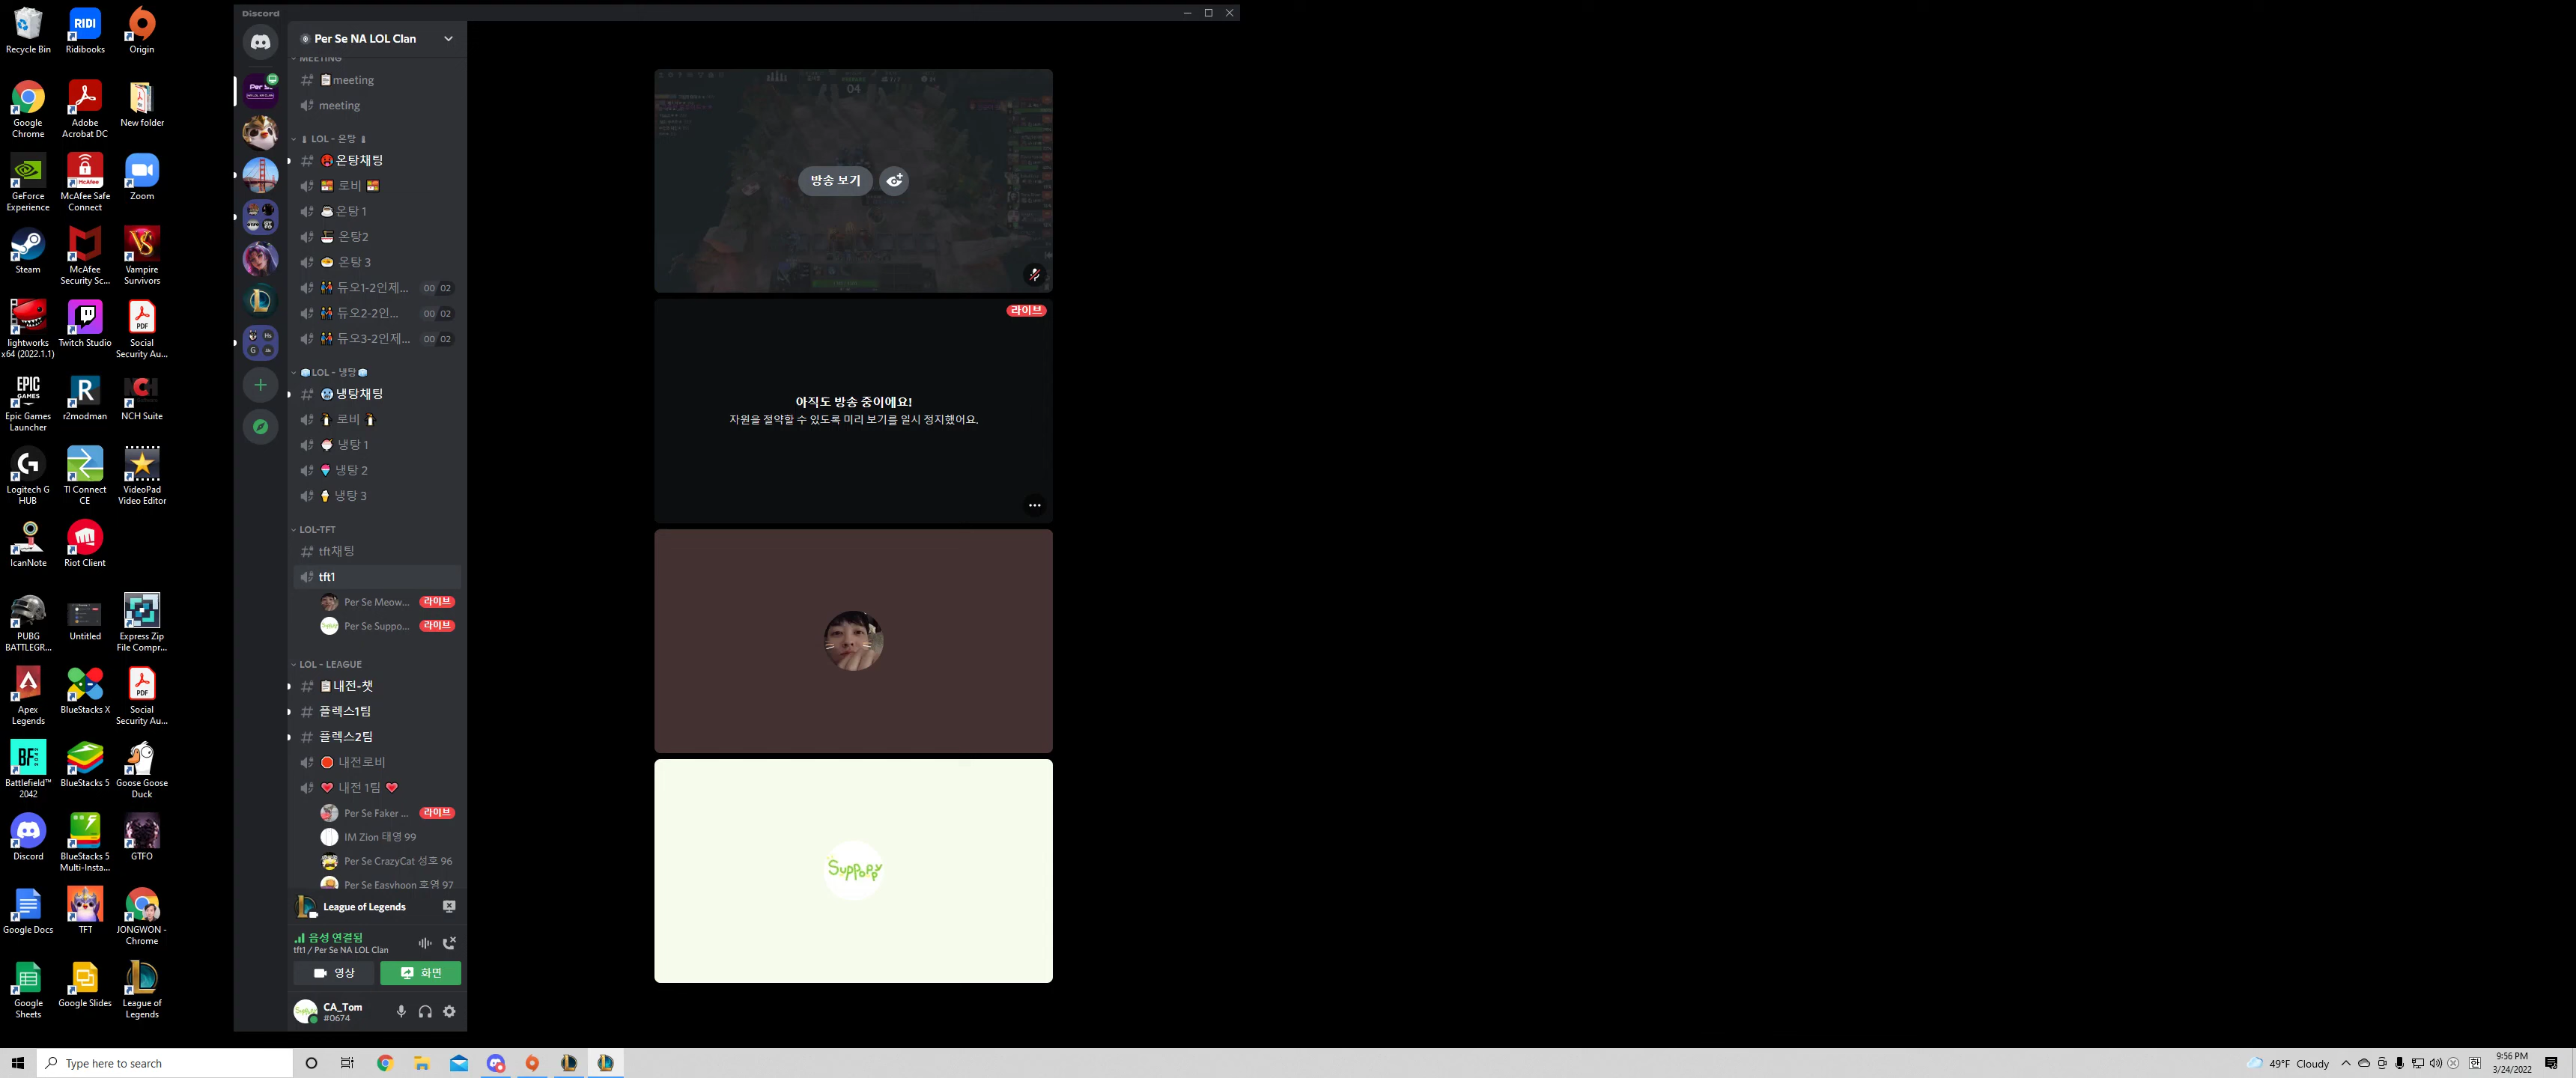 Discord
Recycle Bin
Ridibooks
Origin
Google
Chrome
Adobe
Acrobat DC
New folder
GeForce
Experience
McAfee Safe
Connect
Zoom
Steam
McAfee
Security Sc...
Vampire
Survivors
lightworks
x64 (2022.1.1)
Twitch Studio
Social
Security Au...
Epic Games
Launcher
r2modman
NCH Suite
Logitech G
HUB
TI Connect
CE
VideoPad
Video Editor
IcanNote
Riot Client
PUBG
BATTLEGR...
Untitled
Express Zip
File Compr...
Apex
Legends
BlueStacks X
Social
Security Au...
Battlefield™
2042
BlueStacks 5
Goose Goose
Duck
Discord
BlueStacks 5
Multi-Insta...
GTFO
Google Docs
TFT
JONGWON -
Chrome
Google
Sheets
Google Slides
League of
Legends
Per Se NA LOL Clan
MEETING
meeting
meeting
LOL - 온탕
온탕채팅
로비
온탕 1
온탕2
온탕 3
듀오1-2인제... 00 02
듀오2-2인... 00 02
듀오3-2인제... 00 02
LOL - 냉탕
냉탕채팅
로비
냉탕 1
냉탕 2
냉탕 3
LOL-TFT
tft채팅
tft1
Per Se Meow... 라이브
Per Se Suppo... 라이브
LOL - LEAGUE
내전-챗
플렉스1팀
플렉스2팀
내전로비
내전 1팀
Per Se Faker ... 라이브
IM Zion 태영 99
Per Se CrazyCat 성호 96
Per Se Easyhoon 호영 97
League of Legends
음성 연결됨
tft1 / Per Se NA LOL Clan
영상
화면
CA_Tom
#0674
04
방송 보기
라이브
아직도 방송 중이에요!
자원을 절약할 수 있도록 미리 보기를 일시 정지했어요.
Suppoppy
Type here to search
49°F Cloudy
한
9:56 PM
3/24/2022